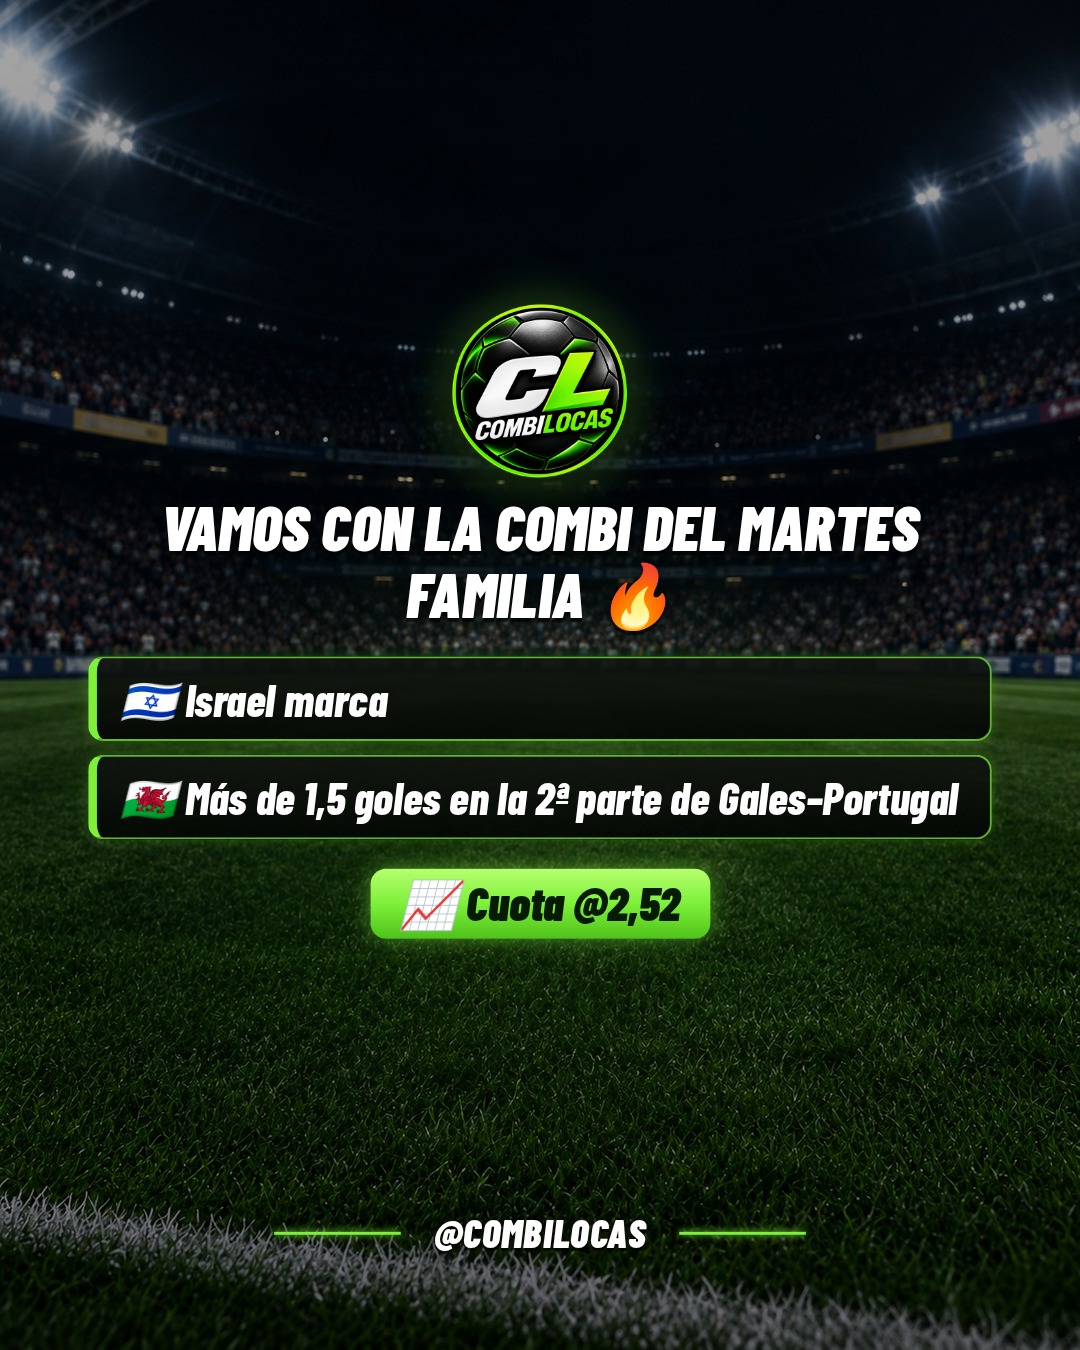 CL
COMBILOCAS
VAMOS CON LA COMBI DEL MARTES
FAMILIA 🔥
🇮🇱 Israel marca
🏴󠁧󠁢󠁷󠁬󠁳󠁿 Más de 1,5 goles en la 2ª parte de Gales-Portugal
📈 Cuota @2,52
@COMBILOCAS